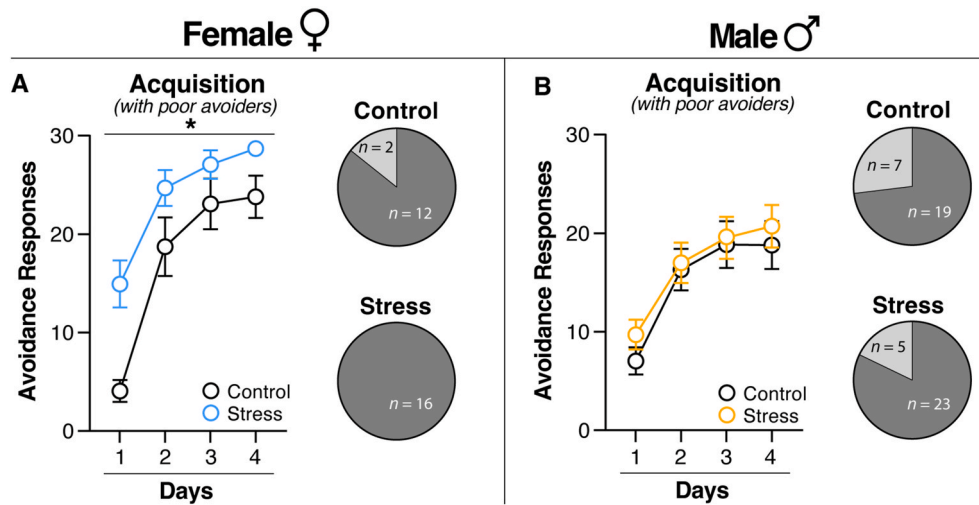 Female ♀
Male ♂
A
Acquisition
(with poor avoiders)
*
Avoidance Responses
30
20
10
0
1 2 3 4
Days
Control
Stress
Control
n = 2
n = 12
Stress
n = 16
B
Acquisition
(with poor avoiders)
Avoidance Responses
30
20
10
0
1 2 3 4
Days
Control
Stress
Control
n = 7
n = 19
Stress
n = 5
n = 23